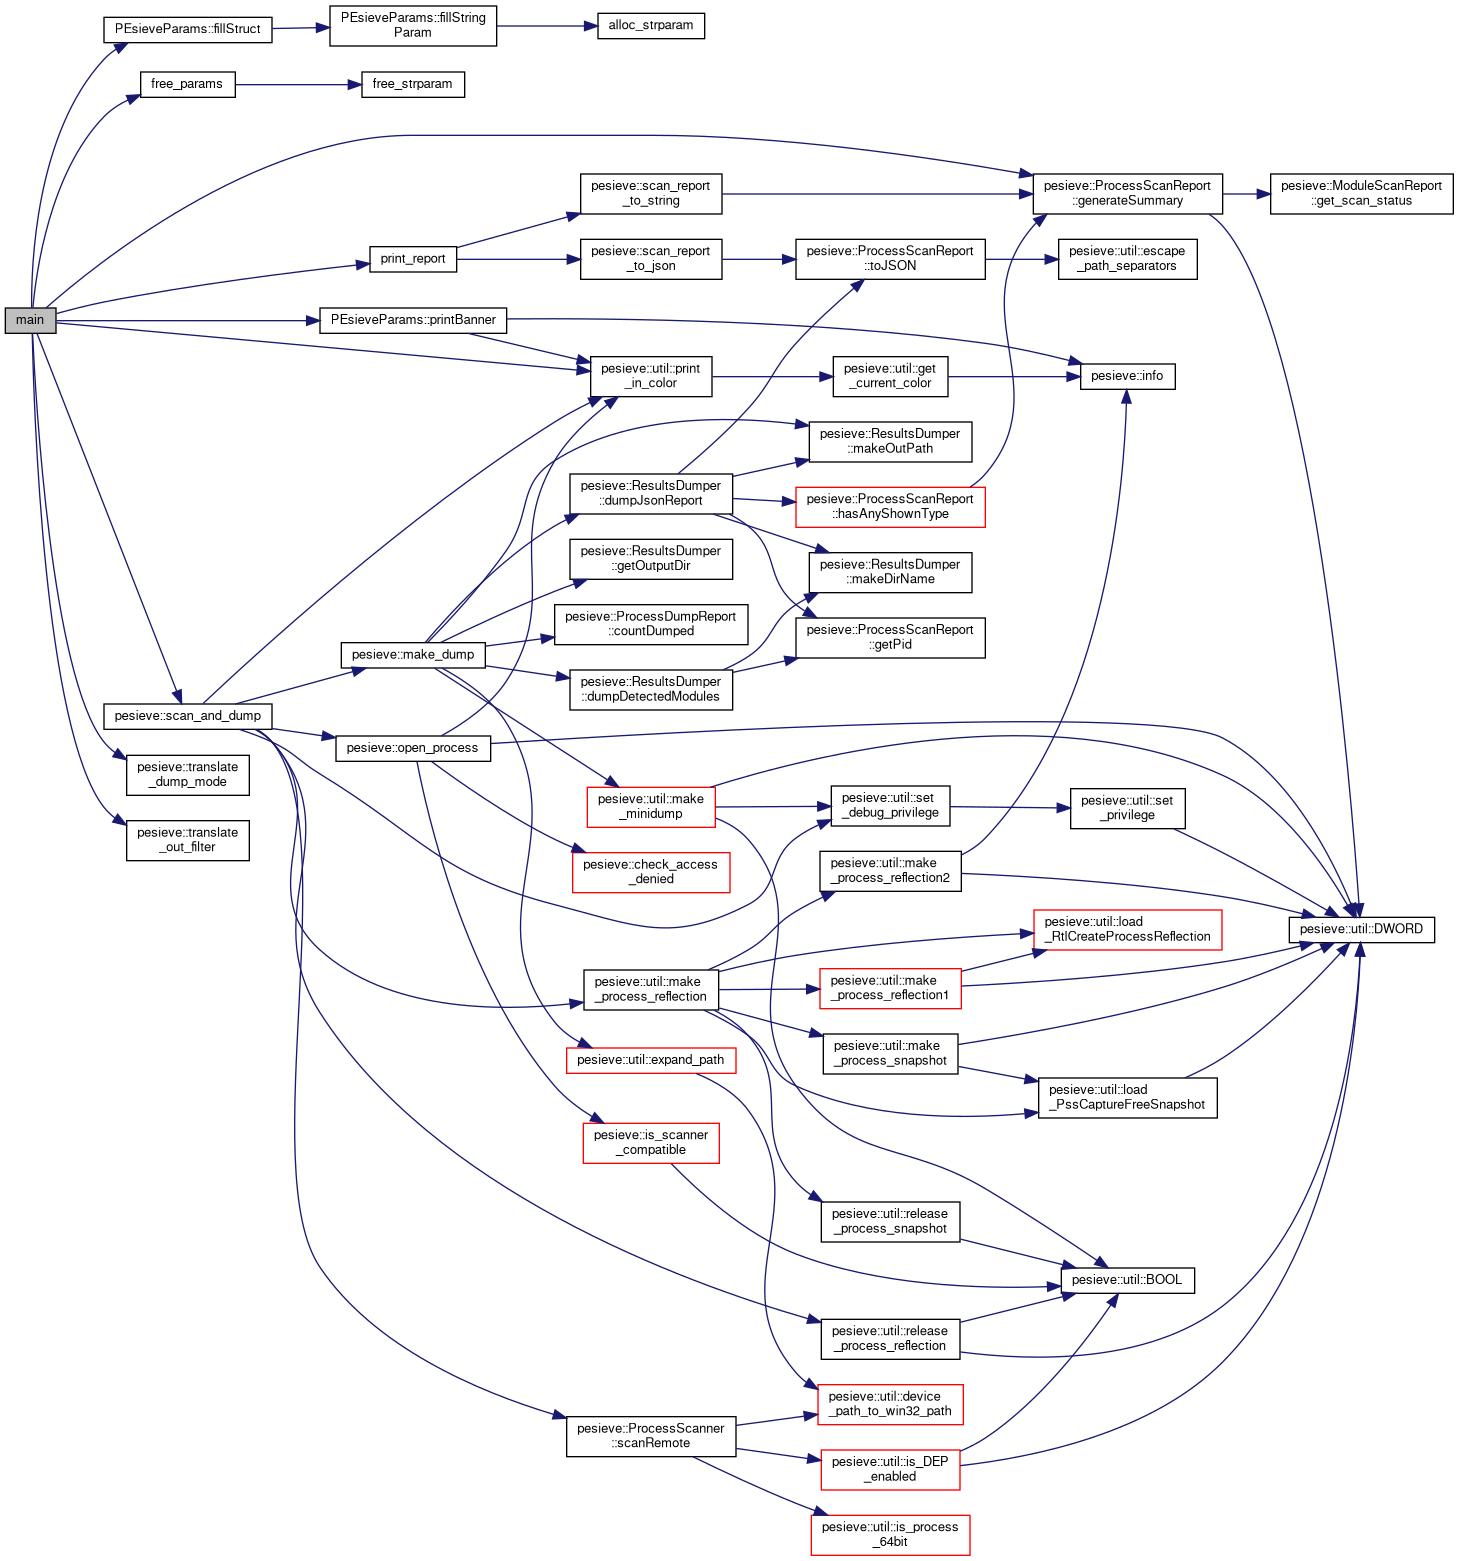 PEsieveParams::fillStruct
PEsieveParams::fillString
Param
alloc_strparam
free_params
free_strparam
pesieve::scan_report
_to_string
pesieve::ProcessScanReport
::generateSummary
pesieve::ModuleScanReport
::get_scan_status
print_report
pesieve::scan_report
_to_json
pesieve::ProcessScanReport
::toJSON
pesieve::util::escape
_path_separators
main
PEsieveParams::printBanner
pesieve::util::print
_in_color
pesieve::util::get
_current_color
pesieve::info
pesieve::ResultsDumper
::makeOutPath
pesieve::ResultsDumper
::dumpJsonReport
pesieve::ProcessScanReport
::hasAnyShownType
pesieve::ResultsDumper
::getOutputDir
pesieve::ResultsDumper
::makeDirName
pesieve::ProcessDumpReport
::countDumped
pesieve::ProcessScanReport
::getPid
pesieve::make_dump
pesieve::ResultsDumper
::dumpDetectedModules
pesieve::scan_and_dump
pesieve::open_process
pesieve::translate
_dump_mode
pesieve::util::make
_minidump
pesieve::util::set
_debug_privilege
pesieve::util::set
_privilege
pesieve::translate
_out_filter
pesieve::check_access
_denied
pesieve::util::make
_process_reflection2
pesieve::util::load
_RtlCreateProcessReflection
pesieve::util::DWORD
pesieve::util::make
_process_reflection
pesieve::util::make
_process_reflection1
pesieve::util::make
_process_snapshot
pesieve::util::expand_path
pesieve::util::load
_PssCaptureFreeSnapshot
pesieve::is_scanner
_compatible
pesieve::util::release
_process_snapshot
pesieve::util::BOOL
pesieve::util::release
_process_reflection
pesieve::util::device
_path_to_win32_path
pesieve::ProcessScanner
::scanRemote
pesieve::util::is_DEP
_enabled
pesieve::util::is_process
_64bit